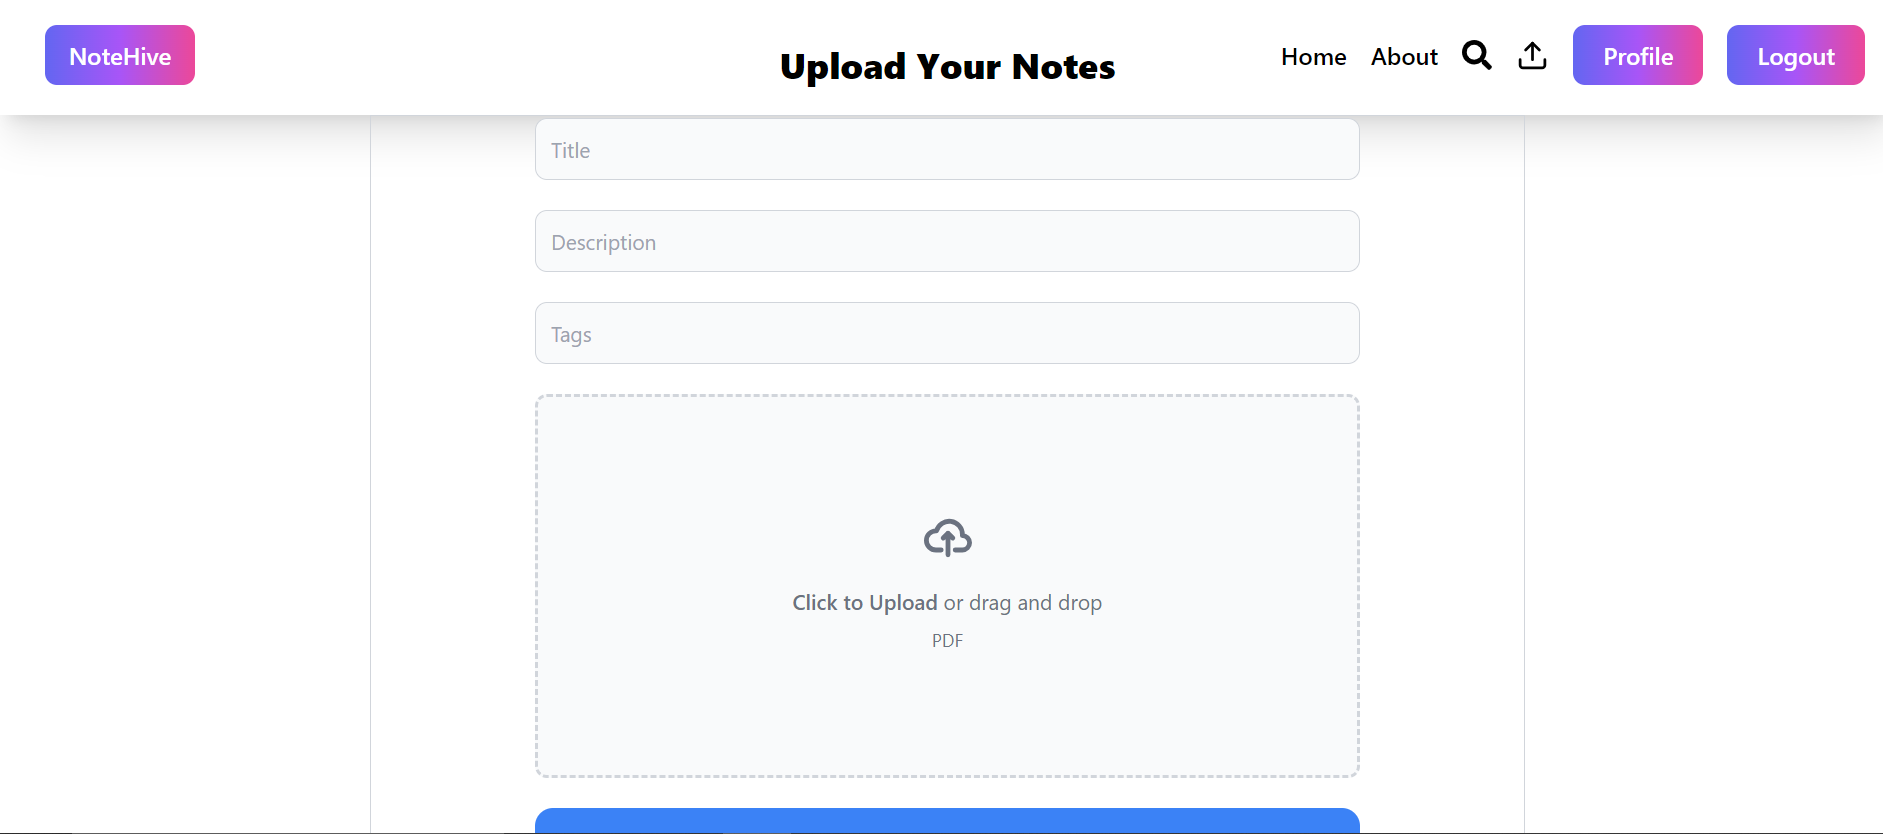 NoteHive
Upload Your Notes
Home
About
Profile
Logout
Title
Description
Tags
Click to Upload or drag and drop
PDF